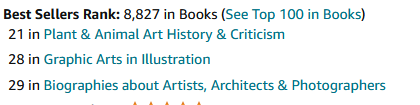 Best Sellers Rank: 8,827 in Books (See Top 100 in Books)
21 in Plant & Animal Art History & Criticism
28 in Graphic Arts in Illustration
29 in Biographies about Artists, Architects & Photographers